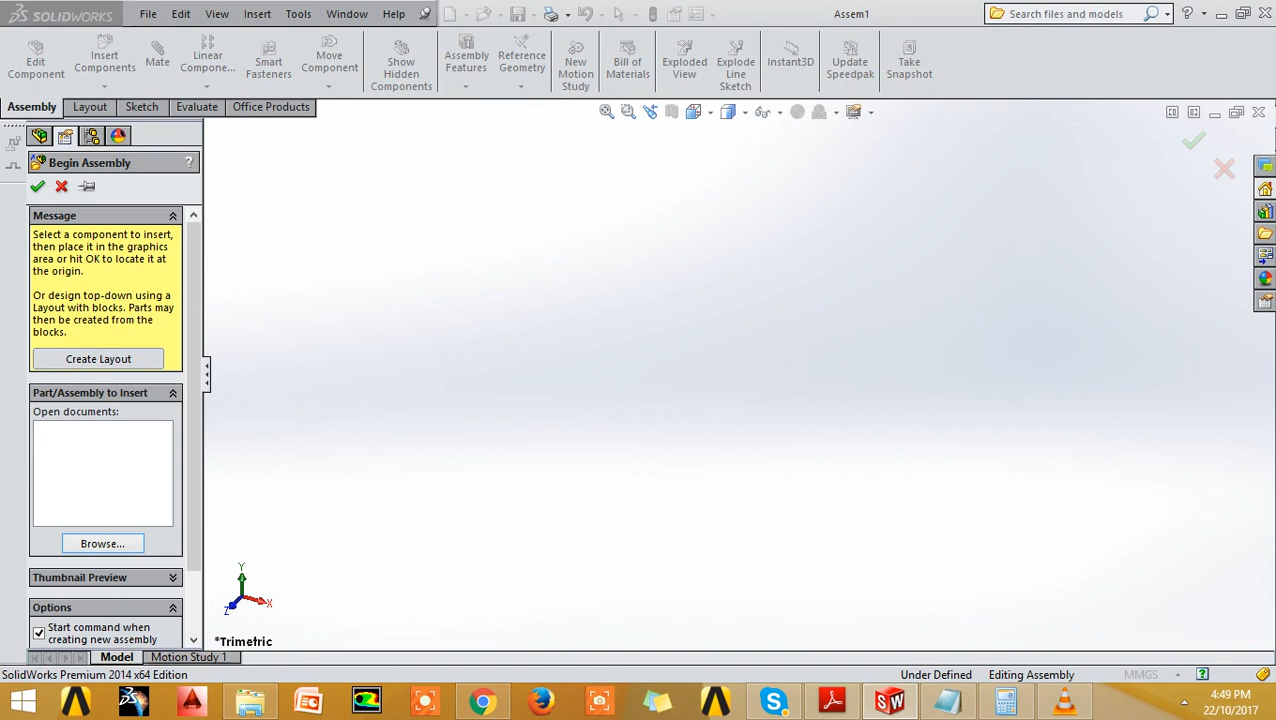 SOLIDWORKS File Edit View Insert Tools Window Help Assem1 Search files and models ?
Edit Component
Insert Components
Mate
Linear Compone...
Smart Fasteners
Move Component
Show Hidden Components
Assembly Features
Reference Geometry
New Motion Study
Bill of Materials
Exploded View
Explode Line Sketch
Instant3D
Update Speedpak
Take Snapshot
Assembly Layout Sketch Evaluate Office Products
Begin Assembly ?
Message
Select a component to insert,
then place it in the graphics
area or hit OK to locate it at
the origin.
Or design top-down using a
Layout with blocks. Parts may
then be created from the
blocks.
Create Layout
Part/Assembly to Insert
Open documents:
Browse...
Thumbnail Preview
Options
Start command when
creating new assembly
Y
X
Z
*Trimetric
Model Motion Study 1
SolidWorks Premium 2014 x64 Edition Under Defined Editing Assembly MMGS ?
4:49 PM
22/10/2017